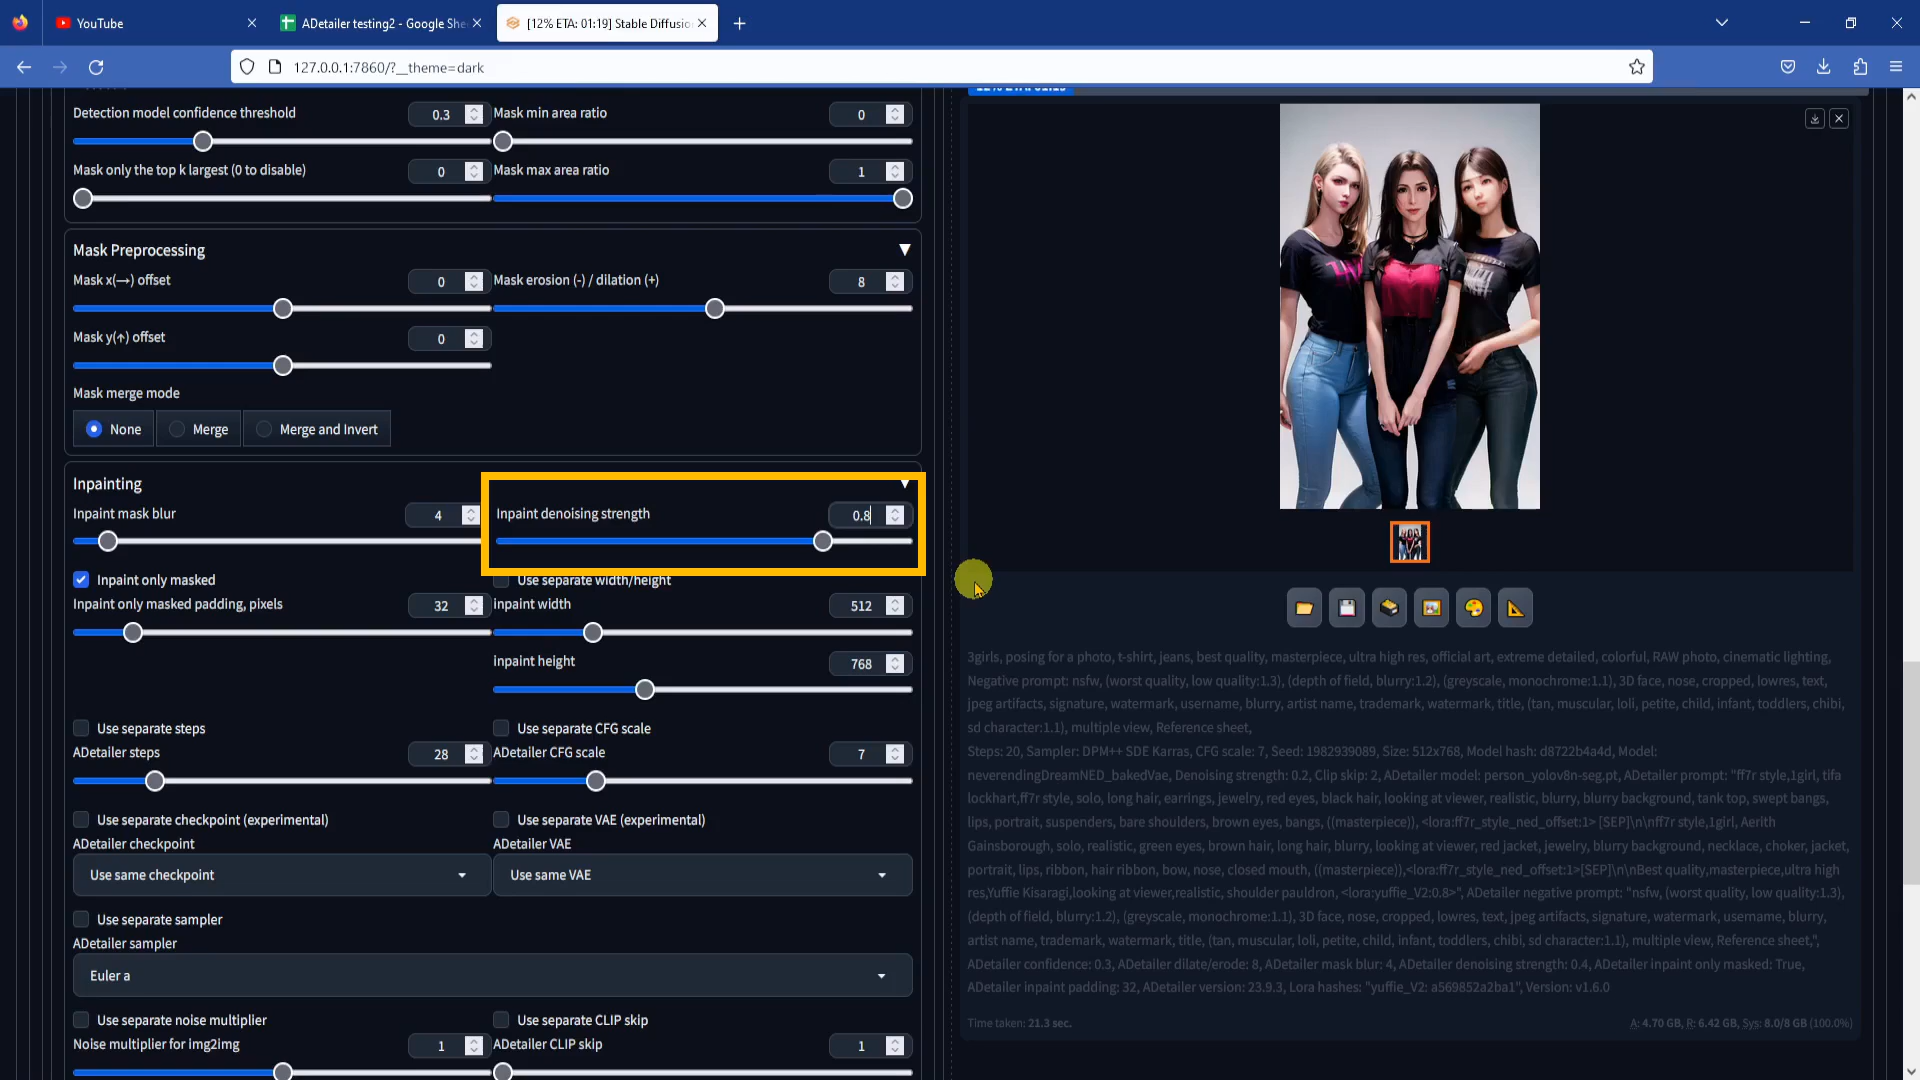 YouTube
ADetailer testing2 - Google She
[12% ETA: 01:19] Stable Diffusio
127.0.0.1:7860/?__theme=dark
Detection model confidence threshold
0.3
Mask min area ratio
0
Mask only the top k largest (0 to disable)
0
Mask max area ratio
1
Mask Preprocessing
Mask x(→) offset
0
Mask erosion (-) / dilation (+)
8
Mask y(↑) offset
0
Mask merge mode
None
Merge
Merge and Invert
Inpainting
Inpaint mask blur
4
Inpaint denoising strength
0.8
Inpaint only masked
Use separate width/height
Inpaint only masked padding, pixels
32
inpaint width
512
inpaint height
768
Use separate steps
Use separate CFG scale
ADetailer steps
28
ADetailer CFG scale
7
Use separate checkpoint (experimental)
Use separate VAE (experimental)
ADetailer checkpoint
ADetailer VAE
Use same checkpoint
Use same VAE
Use separate sampler
ADetailer sampler
Euler a
Use separate noise multiplier
Use separate CLIP skip
Noise multiplier for img2img
1
ADetailer CLIP skip
1
3girls, posing for a photo, t-shirt, jeans, best quality, masterpiece, ultra high res, official art, extreme detailed, colorful, RAW photo, cinematic lighting,
Negative prompt: nsfw, (worst quality, low quality:1.3), (depth of field, blurry:1.2), (greyscale, monochrome:1.1), 3D face, nose, cropped, lowres, text,
jpeg artifacts, signature, watermark, username, blurry, artist name, trademark, watermark, title, (tan, muscular, loli, petite, child, infant, toddlers, chibi,
sd character:1.1), multiple view, Reference sheet,
Steps: 20, Sampler: DPM++ SDE Karras, CFG scale: 7, Seed: 1982939089, Size: 512x768, Model hash: d8722b4a4d, Model:
neverendingDreamNED_bakedVae, Denoising strength: 0.2, Clip skip: 2, ADetailer model: person_yolov8n-seg.pt, ADetailer prompt: "ff7r style,1girl, tifa
lockhart,ff7r style, solo, long hair, earrings, jewelry, red eyes, black hair, looking at viewer, realistic, blurry, blurry background, tank top, swept bangs,
lips, portrait, suspenders, bare shoulders, brown eyes, bangs, ((masterpiece)), <lora:ff7r_style_ned_offset:1> [SEP]\n\nff7r style,1girl, Aerith
Gainsborough, solo, realistic, green eyes, brown hair, long hair, blurry, looking at viewer, red jacket, jewelry, blurry background, necklace, choker, jacket,
portrait, lips, ribbon, hair ribbon, bow, nose, closed mouth, ((masterpiece)),<lora:ff7r_style_ned_offset:1>[SEP]\n\nBest quality,masterpiece,ultra high
res,Yuffie Kisaragi,looking at viewer,realistic, shoulder pauldron, <lora:yuffie_V2:0.8>", ADetailer negative prompt: "nsfw, (worst quality, low quality:1.3),
(depth of field, blurry:1.2), (greyscale, monochrome:1.1), 3D face, nose, cropped, lowres, text, jpeg artifacts, signature, watermark, username, blurry,
artist name, trademark, watermark, title, (tan, muscular, loli, petite, child, infant, toddlers, chibi, sd character:1.1), multiple view, Reference sheet,",
ADetailer confidence: 0.3, ADetailer dilate/erode: 8, ADetailer mask blur: 4, ADetailer denoising strength: 0.4, ADetailer inpaint only masked: True,
ADetailer inpaint padding: 32, ADetailer version: 23.9.3, Lora hashes: "yuffie_V2: a569852a2ba1", Version: v1.6.0
Time taken: 21.3 sec.
A: 4.70 GB, R: 6.42 GB, Sys: 8.0/8 GB (100.0%)